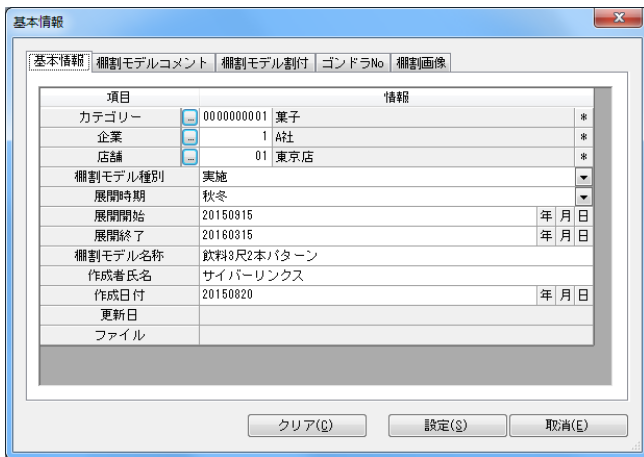 基本情報
基本情報 棚割モデルコメント 棚割モデル割付 ゴンドラNo 棚割画像
項目 情報
カテゴリー ... 0000000001 菓子 *
企業 ... 1 A社 *
店舗 ... 01 東京店 *
棚割モデル種別 実施
展開時期 秋冬
展開開始 20150915 年 月 日
展開終了 20160315 年 月 日
棚割モデル名称 飲料3尺2本パターン
作成者氏名 サイバーリンクス
作成日付 20150820 年 月 日
更新日
ファイル
クリア(C) 設定(S) 取消(E)